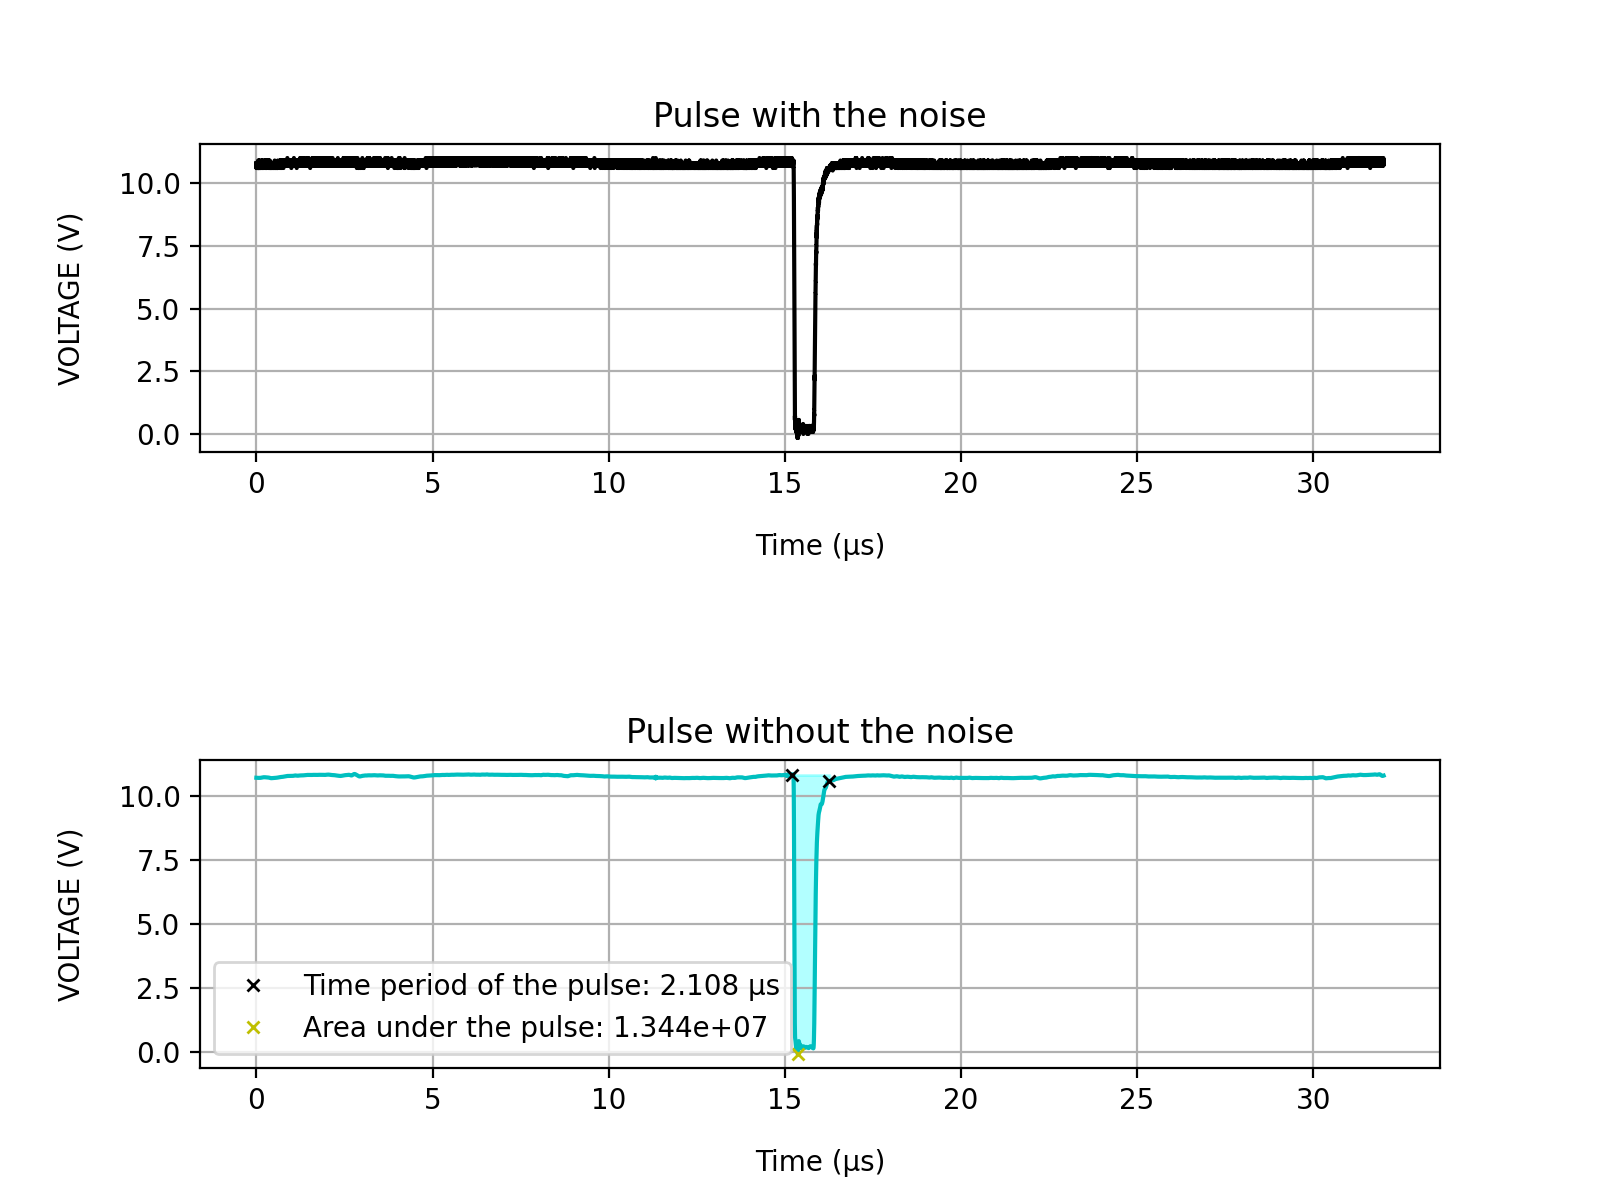 Pulse with the noise
VOLTAGE (V)
10.0
7.5
5.0
2.5
0.0
0 5 10 15 20 25 30
Time (µs)
Pulse without the noise
VOLTAGE (V)
10.0
7.5
5.0
2.5
0.0
Time period of the pulse: 2.108 µs
Area under the pulse: 1.344e+07
0 5 10 15 20 25 30
Time (µs)